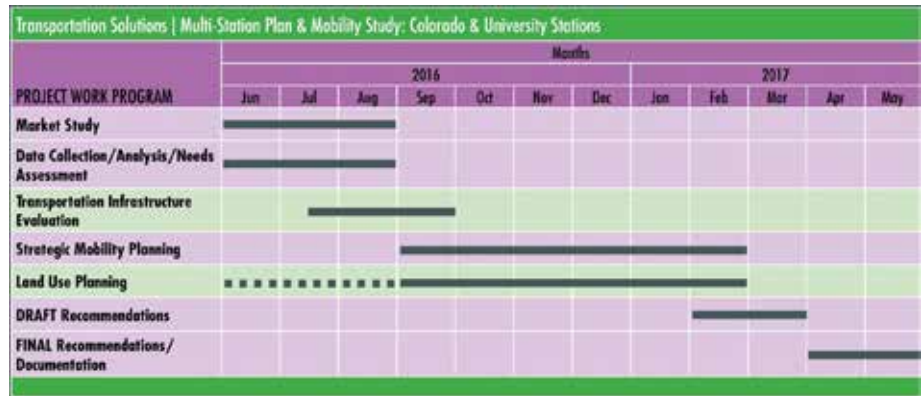 Transportation Solutions | Multi-Station Plan & Mobility Study: Colorado & University Stations
Months
2016 2017
PROJECT WORK PROGRAM Jun Jul Aug Sep Oct Nov Dec Jan Feb Mar Apr May
Market Study
Data Collection/Analysis/Needs
Assessment
Transportation Infrastructure
Evaluation
Strategic Mobility Planning
Land Use Planning
DRAFT Recommendations
FINAL Recommendations/
Documentation